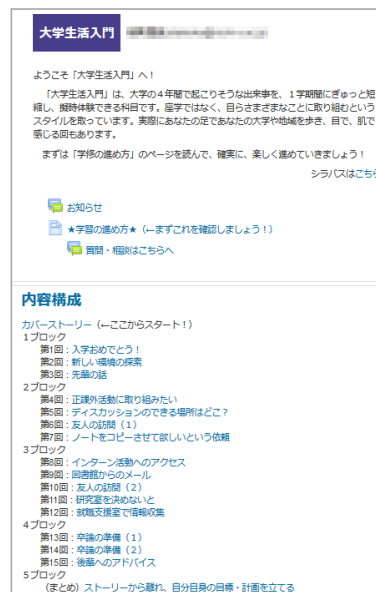 大学生活入門
ようこそ「大学生活入門」へ！
「大学生活入門」は、大学の４年間で起こりそうな出来事を、１学期間にぎゅっと短
縮し、擬時体験できる科目です。座学ではなく、自らさまざまなことに取り組むという
スタイルを取っています。実際にあなたの足であなたの大学や地域を歩き、目で、肌で
感じる回もあります。
まずは「学修の進め方」のページを読んで、確実に、楽しく進めていきましょう！
シラバスはこちら
お知らせ
★学習の進め方★（←まずこれを確認しましょう！）
質問・相談はこちらへ
内容構成
カバーストーリー（←ここからスタート！）
1ブロック
第1回：入学おめでとう！
第2回：新しい環境の探索
第3回：先輩の話
2ブロック
第4回：正課外活動に取り組みたい
第5回：ディスカッションのできる場所はどこ？
第6回：友人の訪問（1）
第7回：ノートをコピーさせて欲しいという依頼
3ブロック
第8回：インターン活動へのアクセス
第9回：図書館からのメール
第10回：友人の訪問（2）
第11回：研究室を決めないと
第12回：就職支援室で情報収集
4ブロック
第13回：卒論の準備（1）
第14回：卒論の準備（2）
第15回：後輩へのアドバイス
5ブロック
（まとめ）ストーリーから離れ、自分自身の目標・計画を立てる